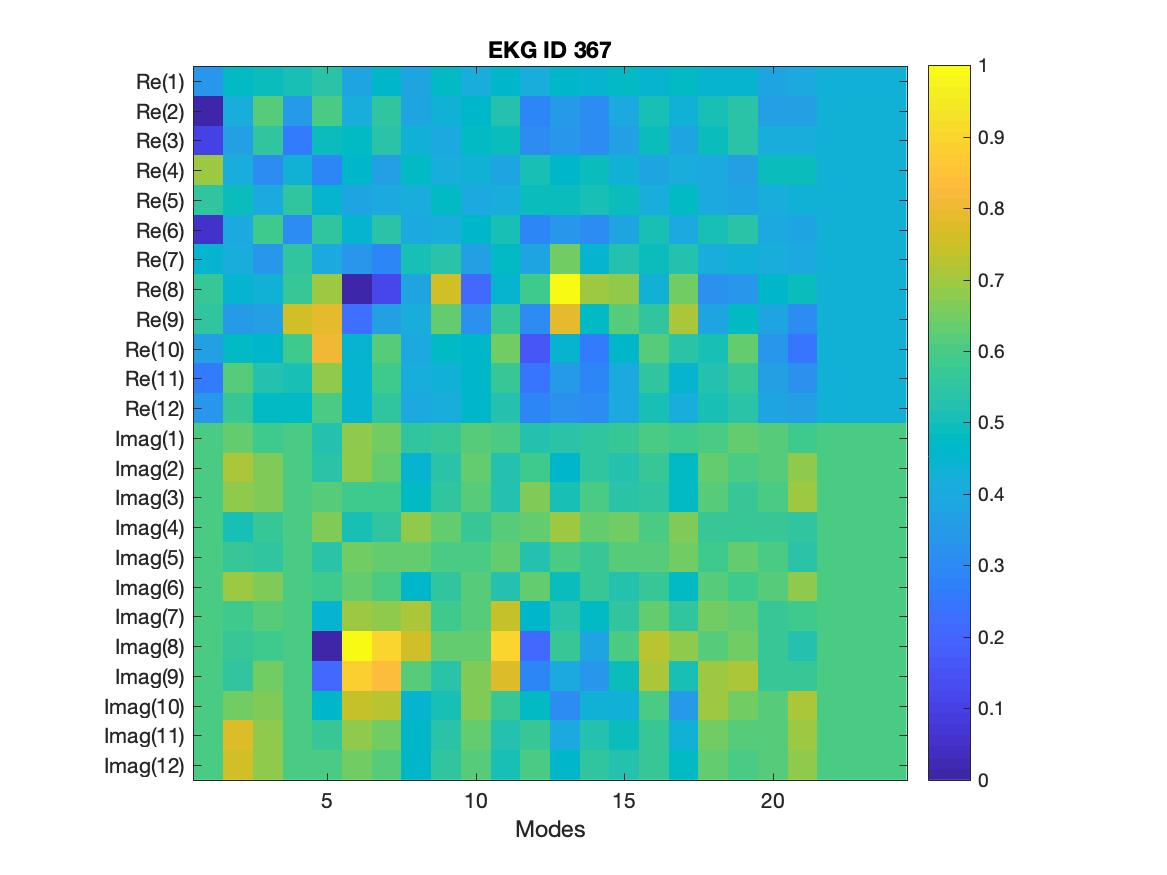 EKG ID 367
Re(1)
Re(2)
Re(3)
Re(4)
Re(5)
Re(6)
Re(7)
Re(8)
Re(9)
Re(10)
Re(11)
Re(12)
Imag(1)
Imag(2)
Imag(3)
Imag(4)
Imag(5)
Imag(6)
Imag(7)
Imag(8)
Imag(9)
Imag(10)
Imag(11)
Imag(12)
5 10 15 20
Modes
1
0.9
0.8
0.7
0.6
0.5
0.4
0.3
0.2
0.1
0